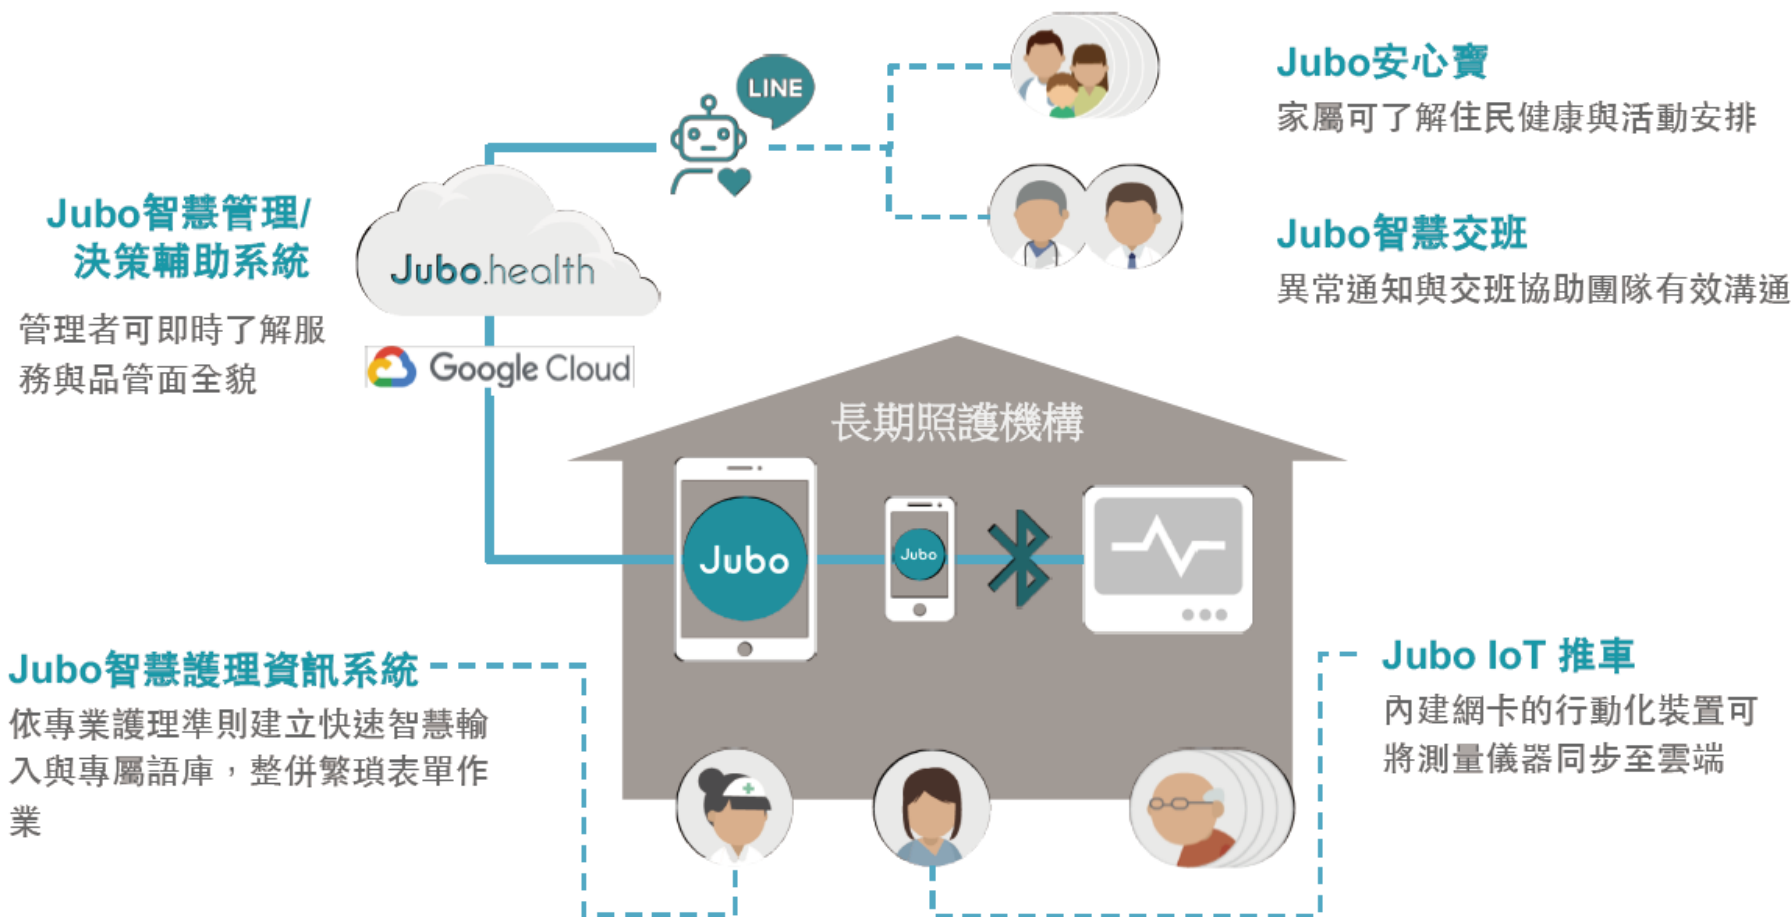 LINE
Jubo安心寶
家屬可了解住民健康與活動安排
Jubo智慧管理/
決策輔助系統
管理者可即時了解服
務與品管面全貌
Jubo.health
Google Cloud
Jubo智慧交班
異常通知與交班協助團隊有效溝通
長期照護機構
Jubo
Jubo
Jubo智慧護理資訊系統
依專業護理準則建立快速智慧輸
入與專屬語庫，整併繁瑣表單作
業
Jubo IoT 推車
內建網卡的行動化裝置可
將測量儀器同步至雲端